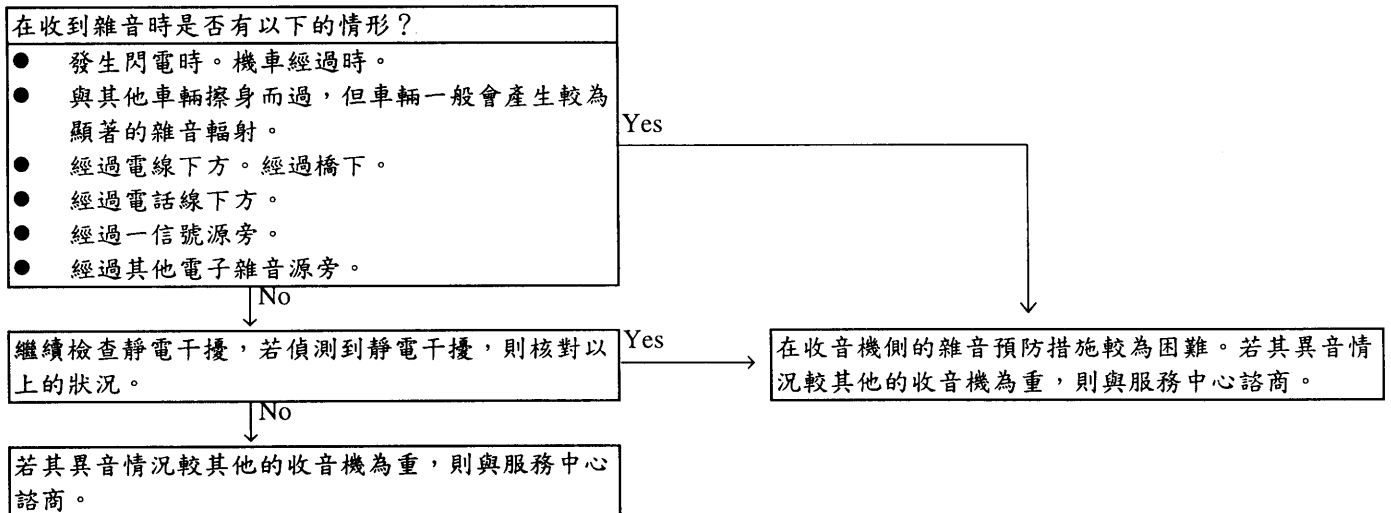 在收到雜音時是否有以下的情形？
● 發生閃電時。機車經過時。
● 與其他車輛擦身而過，但車輛一般會產生較為
顯著的雜音輻射。
Yes
● 經過電線下方。經過橋下。
● 經過電話線下方。
● 經過一信號源旁。
● 經過其他電子雜音源旁。
No
繼續檢查靜電干擾，若偵測到靜電干擾，則核對以
上的狀況。
Yes
在收音機側的雜音預防措施較為困難。若其異音情
況較其他的收音機為重，則與服務中心諮商。
No
若其異音情況較其他的收音機為重，則與服務中心
諮商。